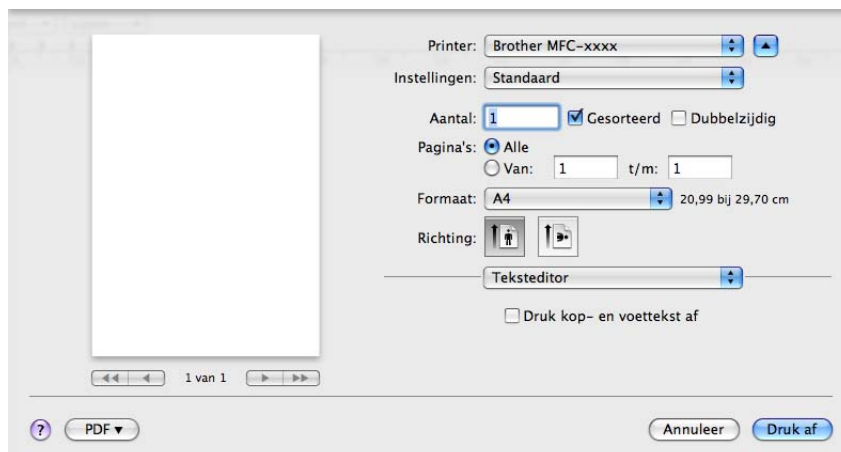 Printer: Brother MFC-xxxx
Instellingen: Standaard
Aantal: 1 Gesorteerd Dubbelzijdig
Pagina's: Alle
Van: 1 t/m: 1
Formaat: A4 20,99 bij 29,70 cm
Richting:
Teksteditor
Druk kop- en voettekst af
1 van 1
? PDF Annuleer Druk af